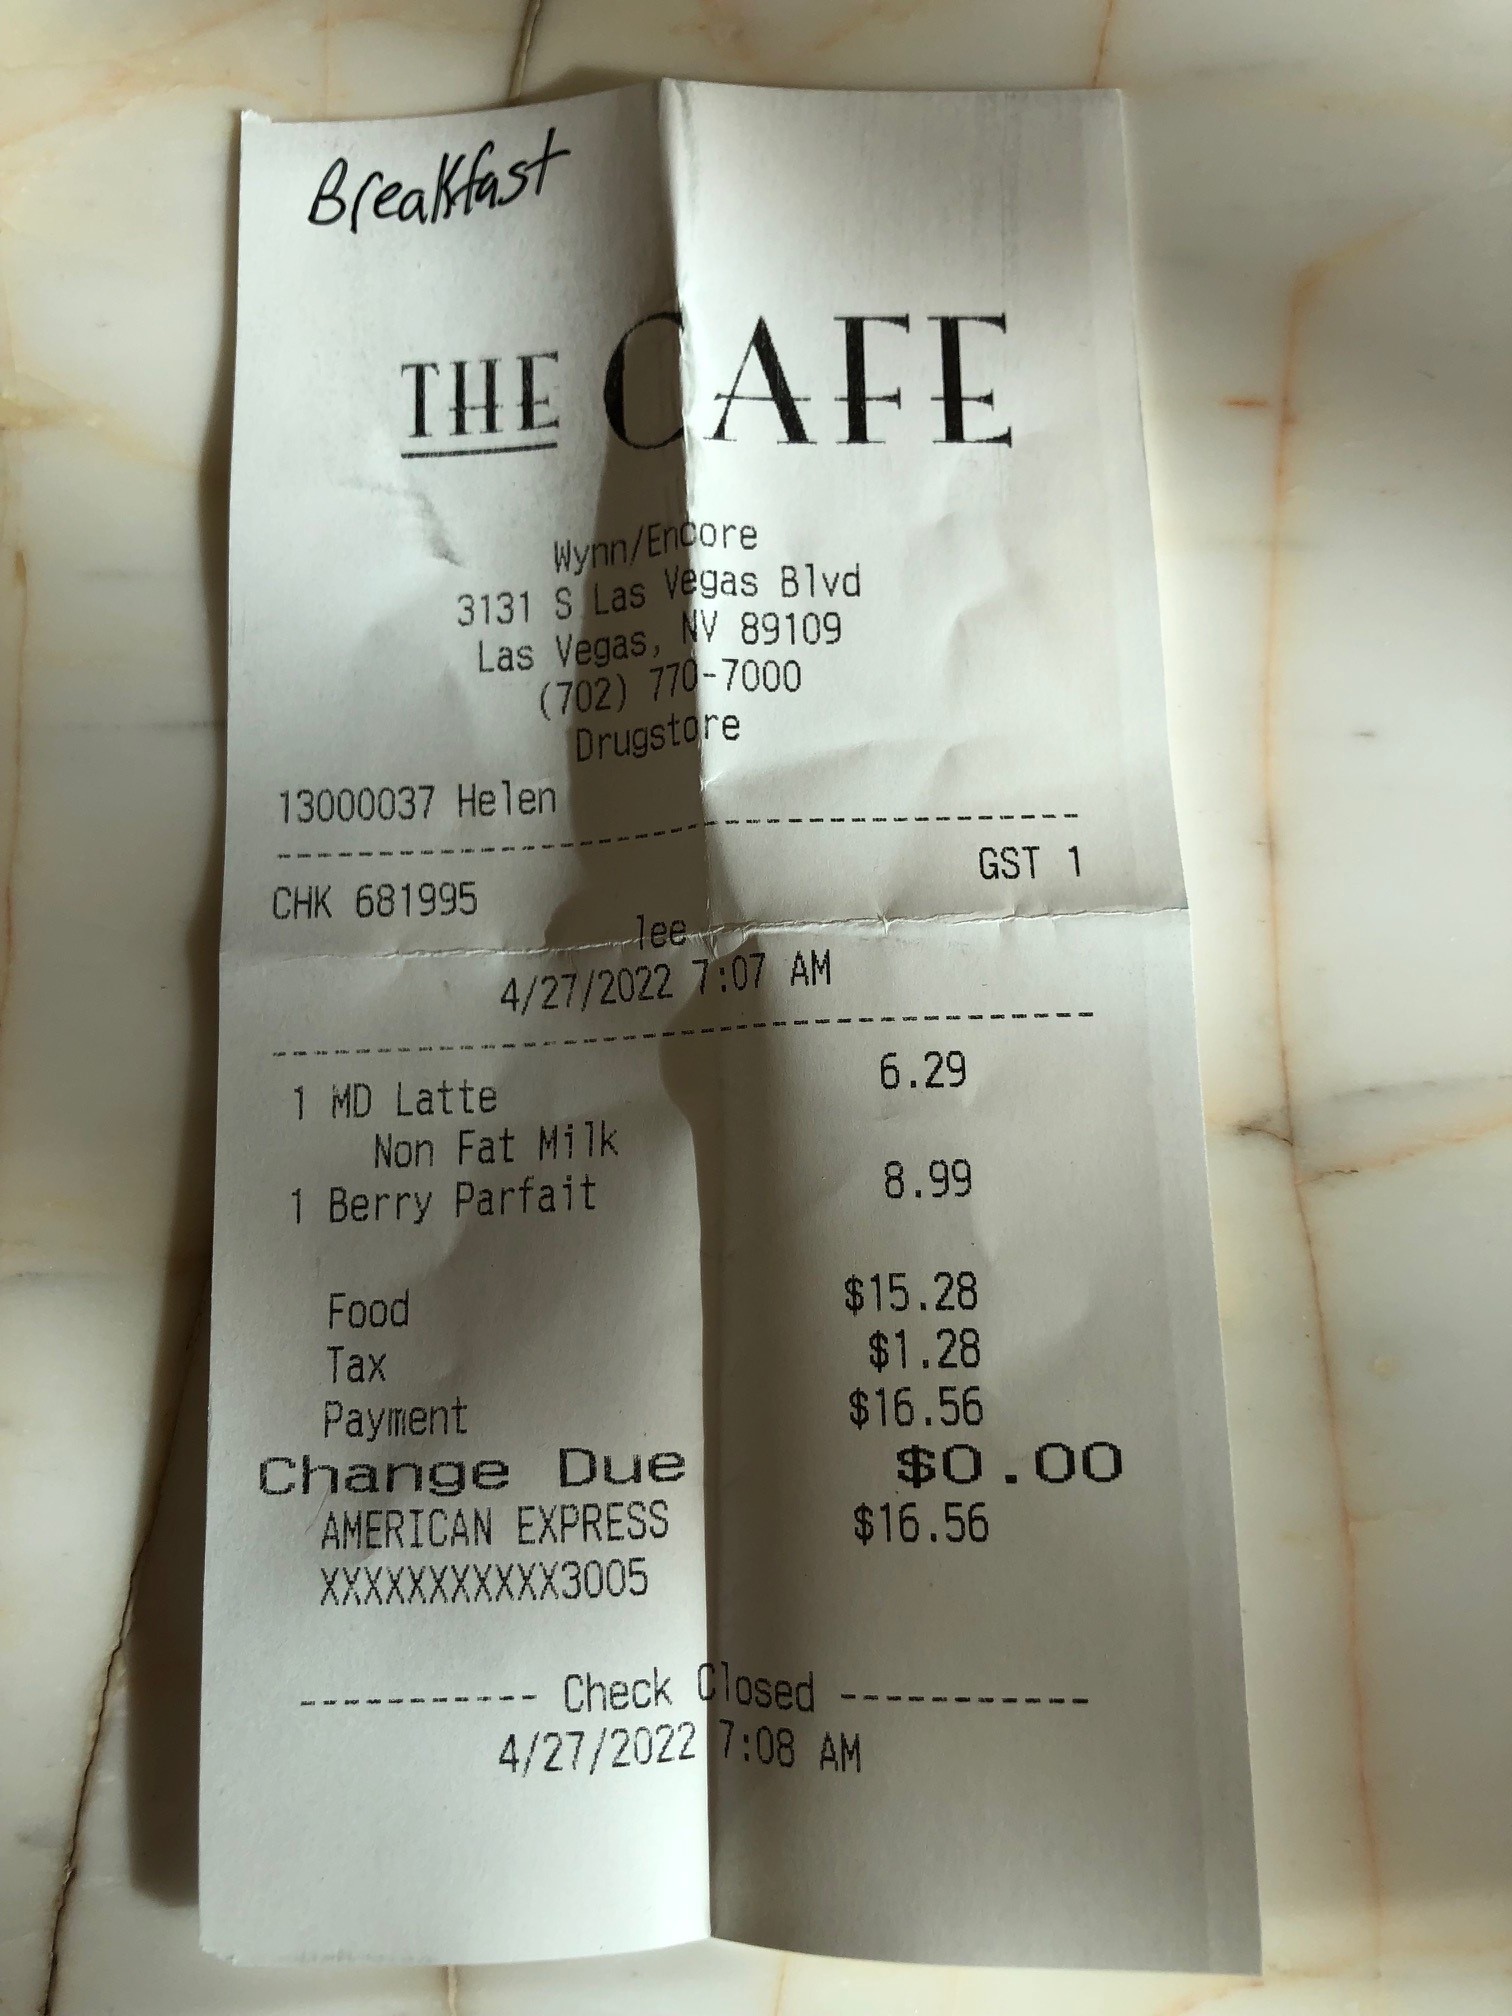 Breakfast
THE CAFE
Wynn/Encore
3131 S Las Vegas Blvd
Las Vegas, NV 89109
(702) 770-7000
Drugstore
13000037 Helen
CHK 681995 GST 1
lee
4/27/2022 7:07 AM
1 MD Latte 6.29
Non Fat Milk
1 Berry Parfait 8.99
Food $15.28
Tax $1.28
Payment $16.56
Change Due $0.00
AMERICAN EXPRESS $16.56
XXXXXXXXXXX3005
----------- Check Closed -----------
4/27/2022 7:08 AM